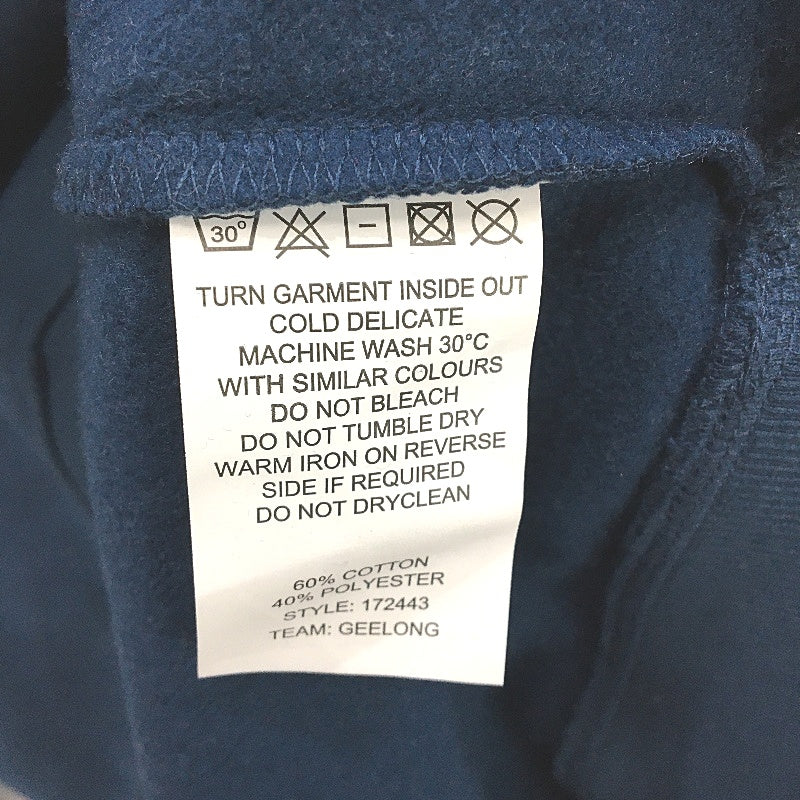 30°
TURN GARMENT INSIDE OUT
COLD DELICATE
MACHINE WASH 30°C
WITH SIMILAR COLOURS
DO NOT BLEACH
DO NOT TUMBLE DRY
WARM IRON ON REVERSE
SIDE IF REQUIRED
DO NOT DRYCLEAN
60% COTTON
40% POLYESTER
STYLE: 172443
TEAM: GEELONG